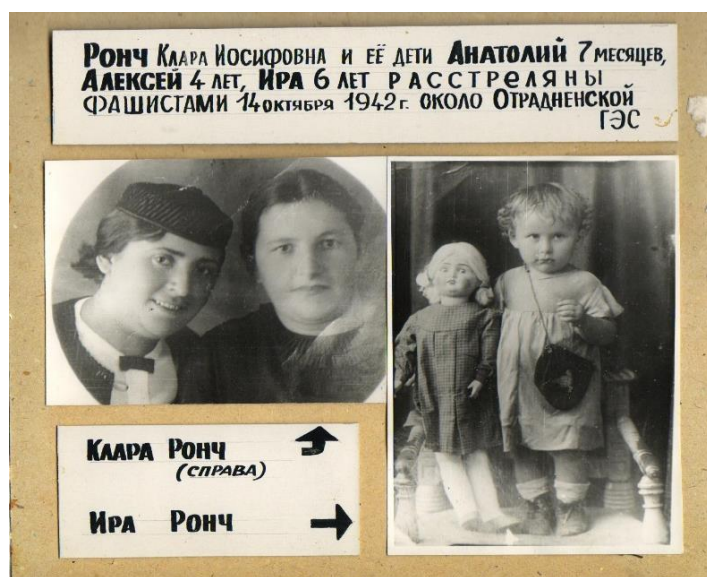 Ронч Клара Иосифовна и её дети Анатолий 7 месяцев,
Алексей 4 лет, Ира 6 лет расстреляны
фашистами 14 октября 1942 г. около Отрадненской
ГЭС
Клара Ронч
(справа)
Ира Ронч